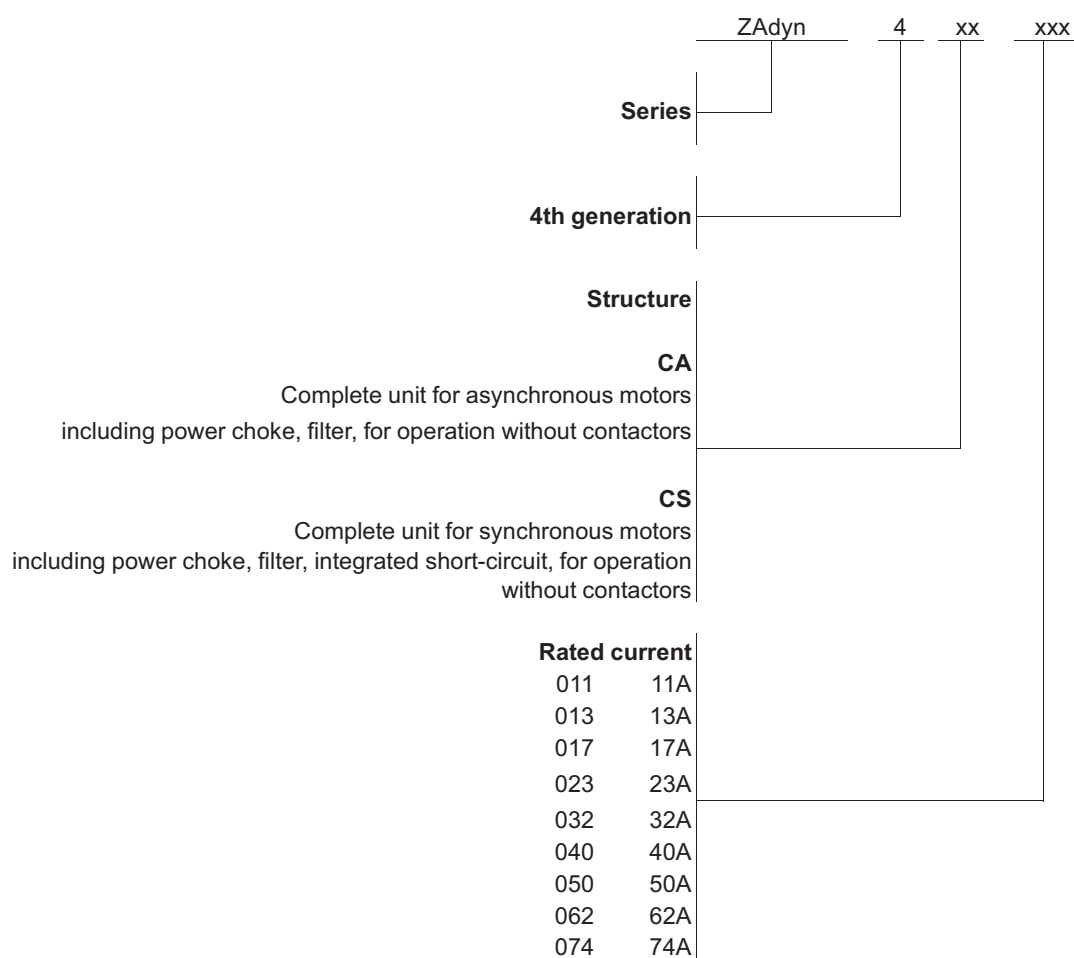 ZAdyn 4 xx xxx
Series
4th generation
Structure
CA
Complete unit for asynchronous motors
including power choke, filter, for operation without contactors
CS
Complete unit for synchronous motors
including power choke, filter, integrated short-circuit, for operation
without contactors
Rated current
011 11A
013 13A
017 17A
023 23A
032 32A
040 40A
050 50A
062 62A
074 74A